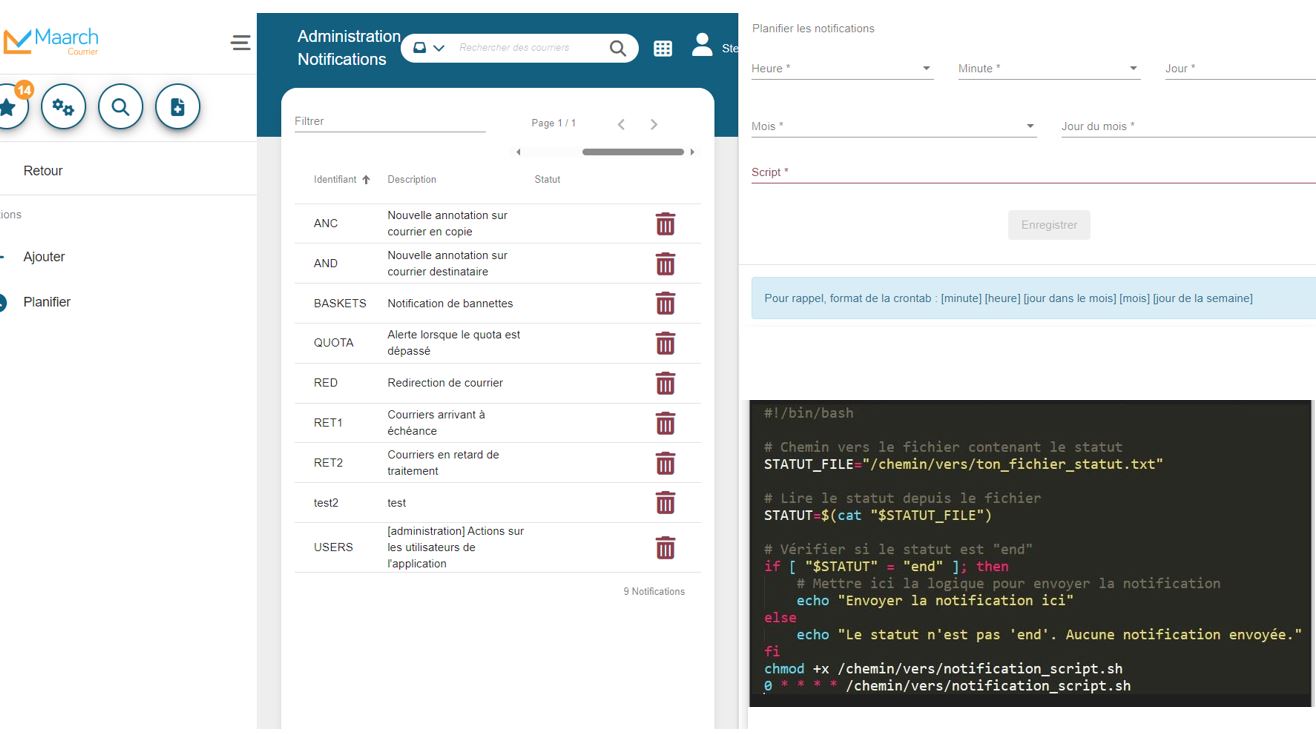 Maarch
Courrier
14
Retour
ions
Ajouter
Planifier
Administration
Notifications
Rechercher des courriers
Ste
Filtrer
Page 1 / 1
Identifiant
Description
Statut
ANC
Nouvelle annotation sur
courrier en copie
AND
Nouvelle annotation sur
courrier destinataire
BASKETS
Notification de bannettes
QUOTA
Alerte lorsque le quota est
dépassé
RED
Redirection de courrier
RET1
Courriers arrivant à
échéance
RET2
Courriers en retard de
traitement
test2
test
USERS
[administration] Actions sur
les utilisateurs de
l'application
9 Notifications
Planifier les notifications
Heure *
Minute *
Jour *
Mois *
Jour du mois *
Script *
Enregistrer
Pour rappel, format de la crontab : [minute] [heure] [jour dans le mois] [mois] [jour de la semaine]
#!/bin/bash
# Chemin vers le fichier contenant le statut
STATUT_FILE="/chemin/vers/ton_fichier_statut.txt"
# Lire le statut depuis le fichier
STATUT=$(cat "$STATUT_FILE")
# Vérifier si le statut est "end"
if [ "$STATUT" = "end" ]; then
# Mettre ici la logique pour envoyer la notification
echo "Envoyer la notification ici"
else
echo "Le statut n'est pas 'end'. Aucune notification envoyée."
fi
chmod +x /chemin/vers/notification_script.sh
0 * * * * /chemin/vers/notification_script.sh